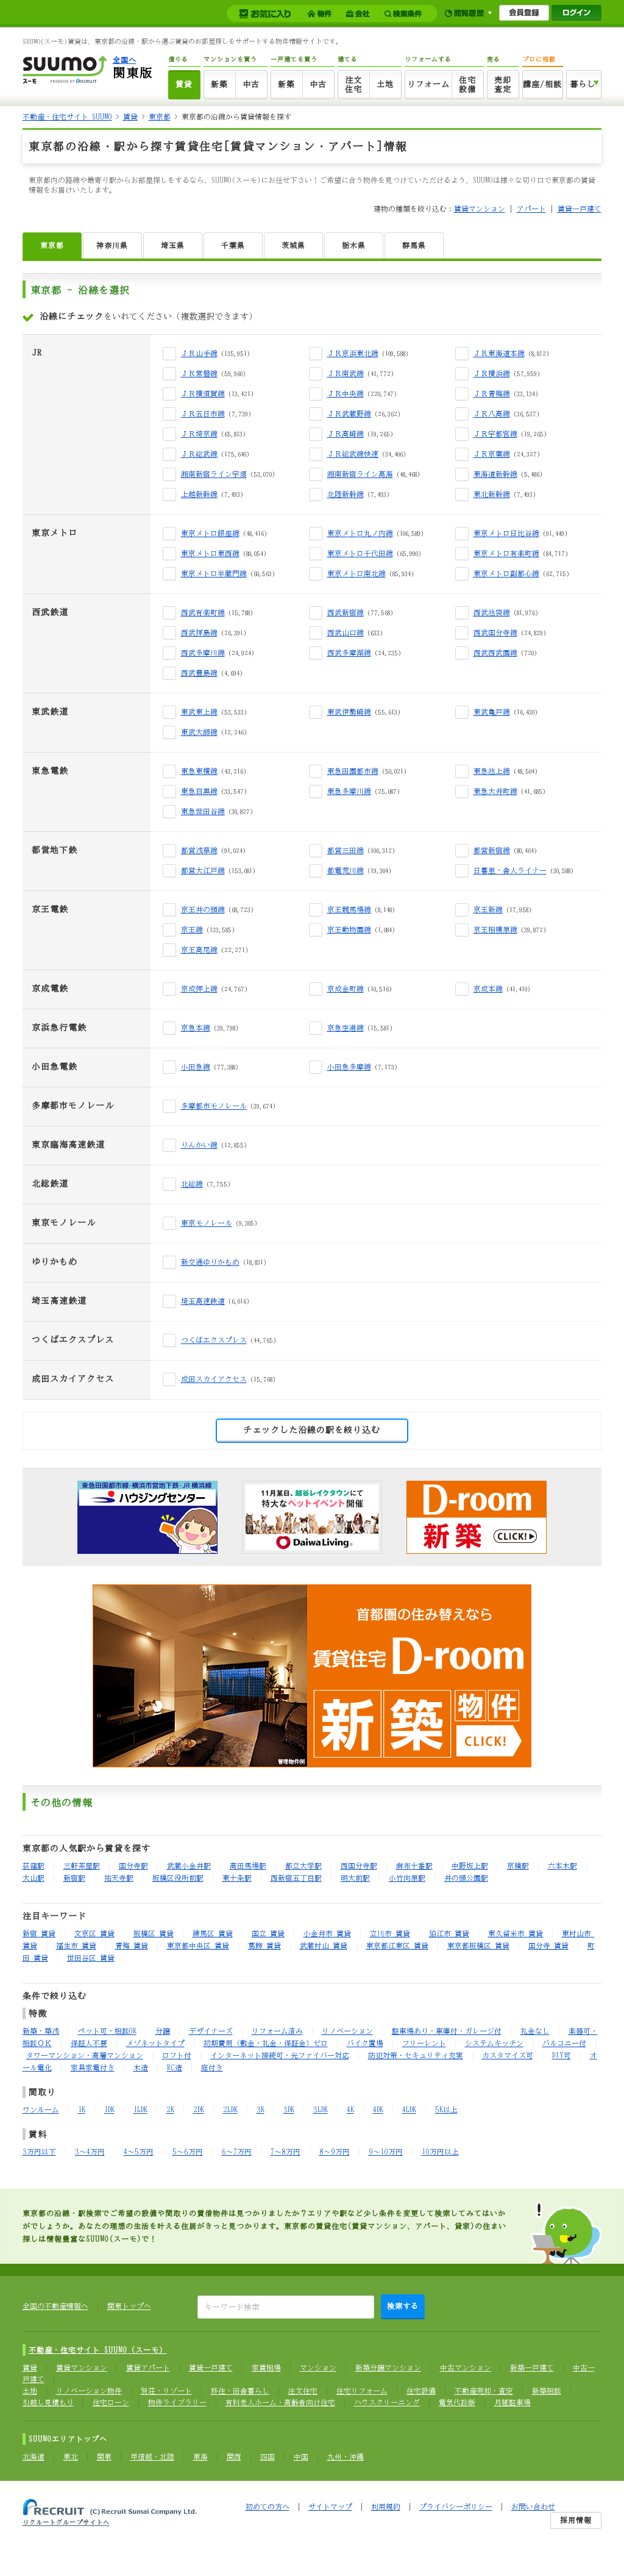 お気に入り 物件 会社 検索条件 閲覧履歴 会員登録 ログイン
SUUMO(スーモ)賃貸は、東京都の沿線・駅から選ぶ賃貸のお部屋探しをサポートする物件情報サイトです。
SUUMO スーモ 全国へ 関東版
借りる マンションを買う 一戸建てを買う 建てる リフォームする 売る プロに相談
賃貸 新築 中古 新築 中古 注文住宅 土地 リフォーム 住宅設備 売却査定 講座/相談 暮らし
不動産・住宅サイト SUUMO > 賃貸 > 東京都 > 東京都の沿線から賃貸情報を探す
東京都の沿線・駅から探す賃貸住宅[賃貸マンション・アパート]情報
東京都内の路線や最寄り駅からお部屋探しをするなら、SUUMO(スーモ)にお任せ下さい！ご希望に合う物件を見つけていただけるよう、SUUMOは様々な切り口で東京都の賃貸
情報をお届けいたします。
建物の種類を絞り込む：賃貸マンション | アパート | 賃貸一戸建て
東京都 神奈川県 埼玉県 千葉県 茨城県 栃木県 群馬県
東京都 - 沿線を選択
沿線にチェックをいれてください（複数選択できます）
JR
ＪＲ山手線 (135,951) ＪＲ京浜東北線 (109,580) ＪＲ東海道本線 (8,812)
ＪＲ常磐線 (59,960) ＪＲ南武線 (41,772) ＪＲ横浜線 (57,959)
ＪＲ横須賀線 (13,421) ＪＲ中央線 (220,747) ＪＲ青梅線 (33,134)
ＪＲ五日市線 (7,739) ＪＲ武蔵野線 (26,362) ＪＲ八高線 (36,537)
ＪＲ埼京線 (65,813) ＪＲ高崎線 (19,265) ＪＲ宇都宮線 (19,265)
ＪＲ総武線 (175,640) ＪＲ総武線快速 (34,406) ＪＲ京葉線 (24,327)
湘南新宿ライン宇須 (53,070) 湘南新宿ライン高海 (48,468) 東海道新幹線 (5,486)
上越新幹線 (7,493) 北陸新幹線 (7,493) 東北新幹線 (7,493)
東京メトロ
東京メトロ銀座線 (48,416) 東京メトロ丸ノ内線 (106,589) 東京メトロ日比谷線 (91,449)
東京メトロ東西線 (80,054) 東京メトロ千代田線 (65,990) 東京メトロ有楽町線 (84,717)
東京メトロ半蔵門線 (60,563) 東京メトロ南北線 (85,934) 東京メトロ副都心線 (62,715)
西武鉄道
西武有楽町線 (15,788) 西武新宿線 (77,568) 西武池袋線 (81,976)
西武拝島線 (26,391) 西武山口線 (633) 西武国分寺線 (24,829)
西武多摩川線 (24,924) 西武多摩湖線 (24,235) 西武西武園線 (720)
西武豊島線 (4,694)
東武鉄道
東武東上線 (53,533) 東武伊勢崎線 (55,613) 東武亀戸線 (16,430)
東武大師線 (12,246)
東急電鉄
東急東横線 (43,216) 東急田園都市線 (50,021) 東急池上線 (48,504)
東急目黒線 (33,547) 東急多摩川線 (25,087) 東急大井町線 (41,685)
東急世田谷線 (30,827)
都営地下鉄
都営浅草線 (91,024) 都営三田線 (106,312) 都営新宿線 (80,464)
都営大江戸線 (153,081) 都電荒川線 (19,304) 日暮里・舎人ライナー (30,588)
京王電鉄
京王井の頭線 (68,723) 京王競馬場線 (8,148) 京王新線 (17,958)
京王線 (133,585) 京王動物園線 (1,084) 京王相模原線 (39,872)
京王高尾線 (22,271)
京成電鉄
京成押上線 (24,767) 京成金町線 (10,516) 京成本線 (41,410)
京浜急行電鉄
京急本線 (39,798) 京急空港線 (15,581)
小田急電鉄
小田急線 (77,388) 小田急多摩線 (7,173)
多摩都市モノレール
多摩都市モノレール (39,674)
東京臨海高速鉄道
りんかい線 (12,855)
北総鉄道
北総線 (7,755)
東京モノレール
東京モノレール (9,305)
ゆりかもめ
新交通ゆりかもめ (18,831)
埼玉高速鉄道
埼玉高速鉄道 (6,016)
つくばエクスプレス
つくばエクスプレス (44,765)
成田スカイアクセス
成田スカイアクセス (15,768)
チェックした沿線の駅を絞り込む
東急田園都市線・横浜市営地下鉄・JR横浜線
ハウジングセンター
11月某日、越谷レイクタウンにて
特大なペットイベント開催
DaiwaLiving.
D-room
新築 CLICK!
首都圏の住み替えなら
賃貸住宅D-room
新築物件 CLICK!
管理物件例
その他の情報
東京都の人気駅から賃貸を探す
荻窪駅 三軒茶屋駅 国分寺駅 武蔵小金井駅 高田馬場駅 都立大学駅 西国分寺駅 麻布十番駅 中野坂上駅 京橋駅 六本木駅
大山駅 新宿駅 祐天寺駅 板橋区役所前駅 東十条駅 西新宿五丁目駅 明大前駅 小竹向原駅 井の頭公園駅
注目キーワード
新宿 賃貸 文京区 賃貸 板橋区 賃貸 練馬区 賃貸 国立 賃貸 小金井市 賃貸 立川市 賃貸 狛江市 賃貸 東久留米市 賃貸 東村山市
賃貸 福生市 賃貸 青梅 賃貸 東京都中央区 賃貸 葛飾 賃貸 武蔵村山 賃貸 東京都江東区 賃貸 東京都板橋区 賃貸 国分寺 賃貸 町
田 賃貸 世田谷区 賃貸
条件で絞り込む
特徴
新築・築浅 ペット可・相談OK 分譲 デザイナーズ リフォーム済み リノベーション 駐車場あり・車庫付・ガレージ付 礼金なし 楽器可・
相談ＯＫ 保証人不要 メゾネットタイプ 初期費用（敷金・礼金・保証金）ゼロ バイク置場 フリーレント システムキッチン バルコニー付
タワーマンション・高層マンション ロフト付 インターネット接続可・光ファイバー対応 防犯対策・セキュリティ充実 カスタマイズ可 DIY可 オ
ール電化 家具家電付き 木造 RC造 庭付き
間取り
ワンルーム 1K 1DK 1LDK 2K 2DK 2LDK 3K 3DK 3LDK 4K 4DK 4LDK 5K以上
賃料
3万円以下 3～4万円 4～5万円 5～6万円 6～7万円 7～8万円 8～9万円 9～10万円 10万円以上
東京都の沿線・駅検索でご希望の設備や間取りの賃借物件は見つかりましたか？エリアや駅など少し条件を変更して検索してみてはいか
がでしょうか。あなたの理想の生活を叶える住居がきっと見つかります。東京都の賃貸住宅(賃貸マンション、アパート、貸家)の住まい
探しは情報豊富なSUUMO(スーモ)で！
全国の不動産情報へ 関東トップへ キーワード検索 検索する
不動産・住宅サイト SUUMO (スーモ)
賃貸 賃貸マンション 賃貸アパート 賃貸一戸建て 家賃相場 マンション 新築分譲マンション 中古マンション 新築一戸建て 中古一
戸建て
土地 リノベーション物件 別荘・リゾート 移住・田舎暮らし 注文住宅 住宅リフォーム 住宅設備 不動産売却・査定 新築相談
引越し見積もり 住宅ローン 物件ライブラリー 有料老人ホーム・高齢者向け住宅 ハウスクリーニング 電気代診断 月極駐車場
SUUMOエリアトップへ
北海道 東北 関東 甲信越・北陸 東海 関西 四国 中国 九州・沖縄
RECRUIT (C)Recruit Sumai Company Ltd.
リクルートグループサイトへ
初めての方へ | サイトマップ | 利用規約 | プライバシーポリシー | お問い合わせ
採用情報